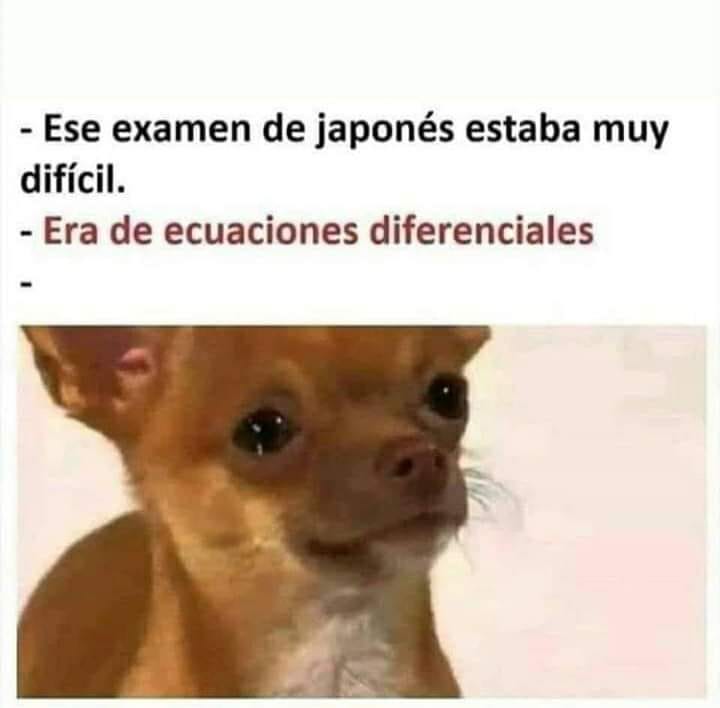 - Ese examen de japonés estaba muy
difícil.
- Era de ecuaciones diferenciales
-